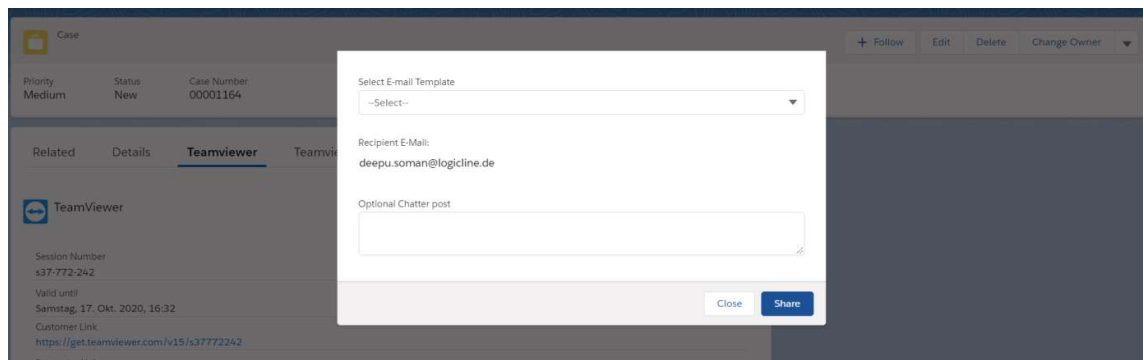 Case
+ Follow Edit Delete Change Owner
Priority Status Case Number
Medium New 00001164
Select E-mail Template
--Select--
Related Details Teamviewer Teamvie
Recipient E-Mail:
deepu.soman@logicline.de
TeamViewer
Optional Chatter post
Session Number
s37-772-242
Valid until
Samstag, 17. Okt. 2020, 16:32
Close Share
Customer Link
https://get.teamviewer.com/v15/s37772242